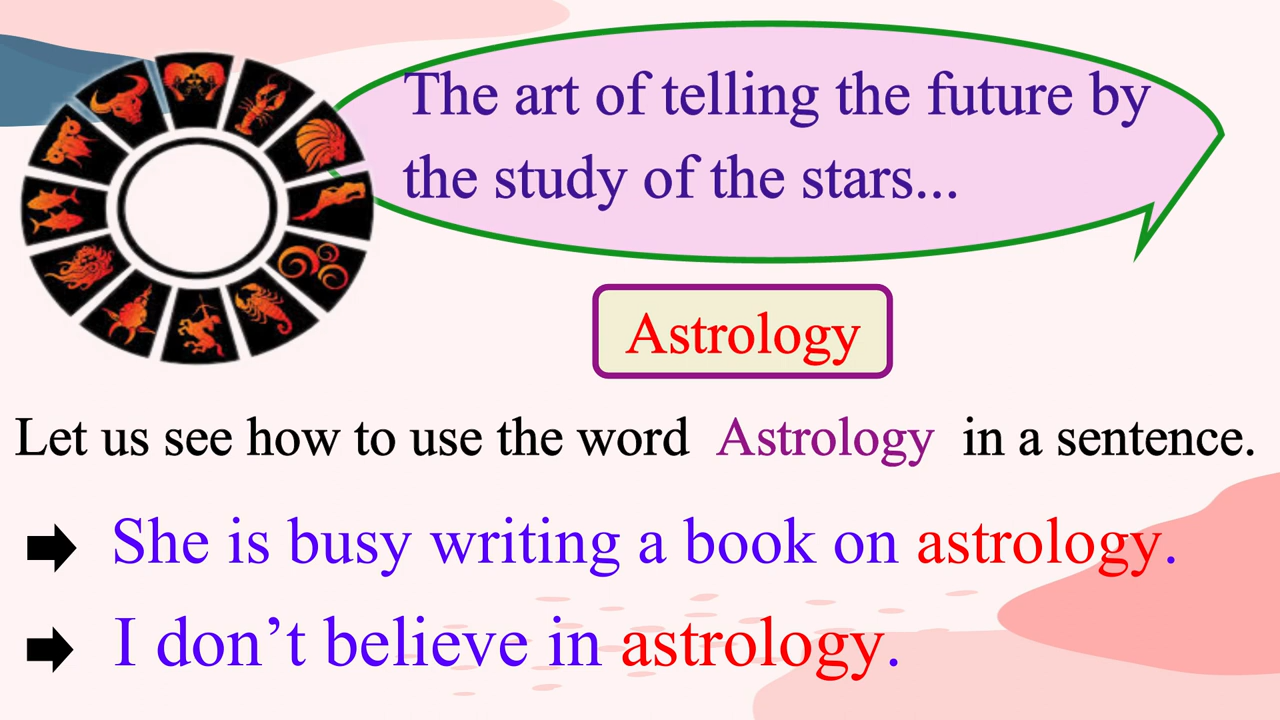 The art of telling the future by
the study of the stars...
Astrology
Let us see how to use the word Astrology in a sentence.
She is busy writing a book on astrology.
I don’t believe in astrology.